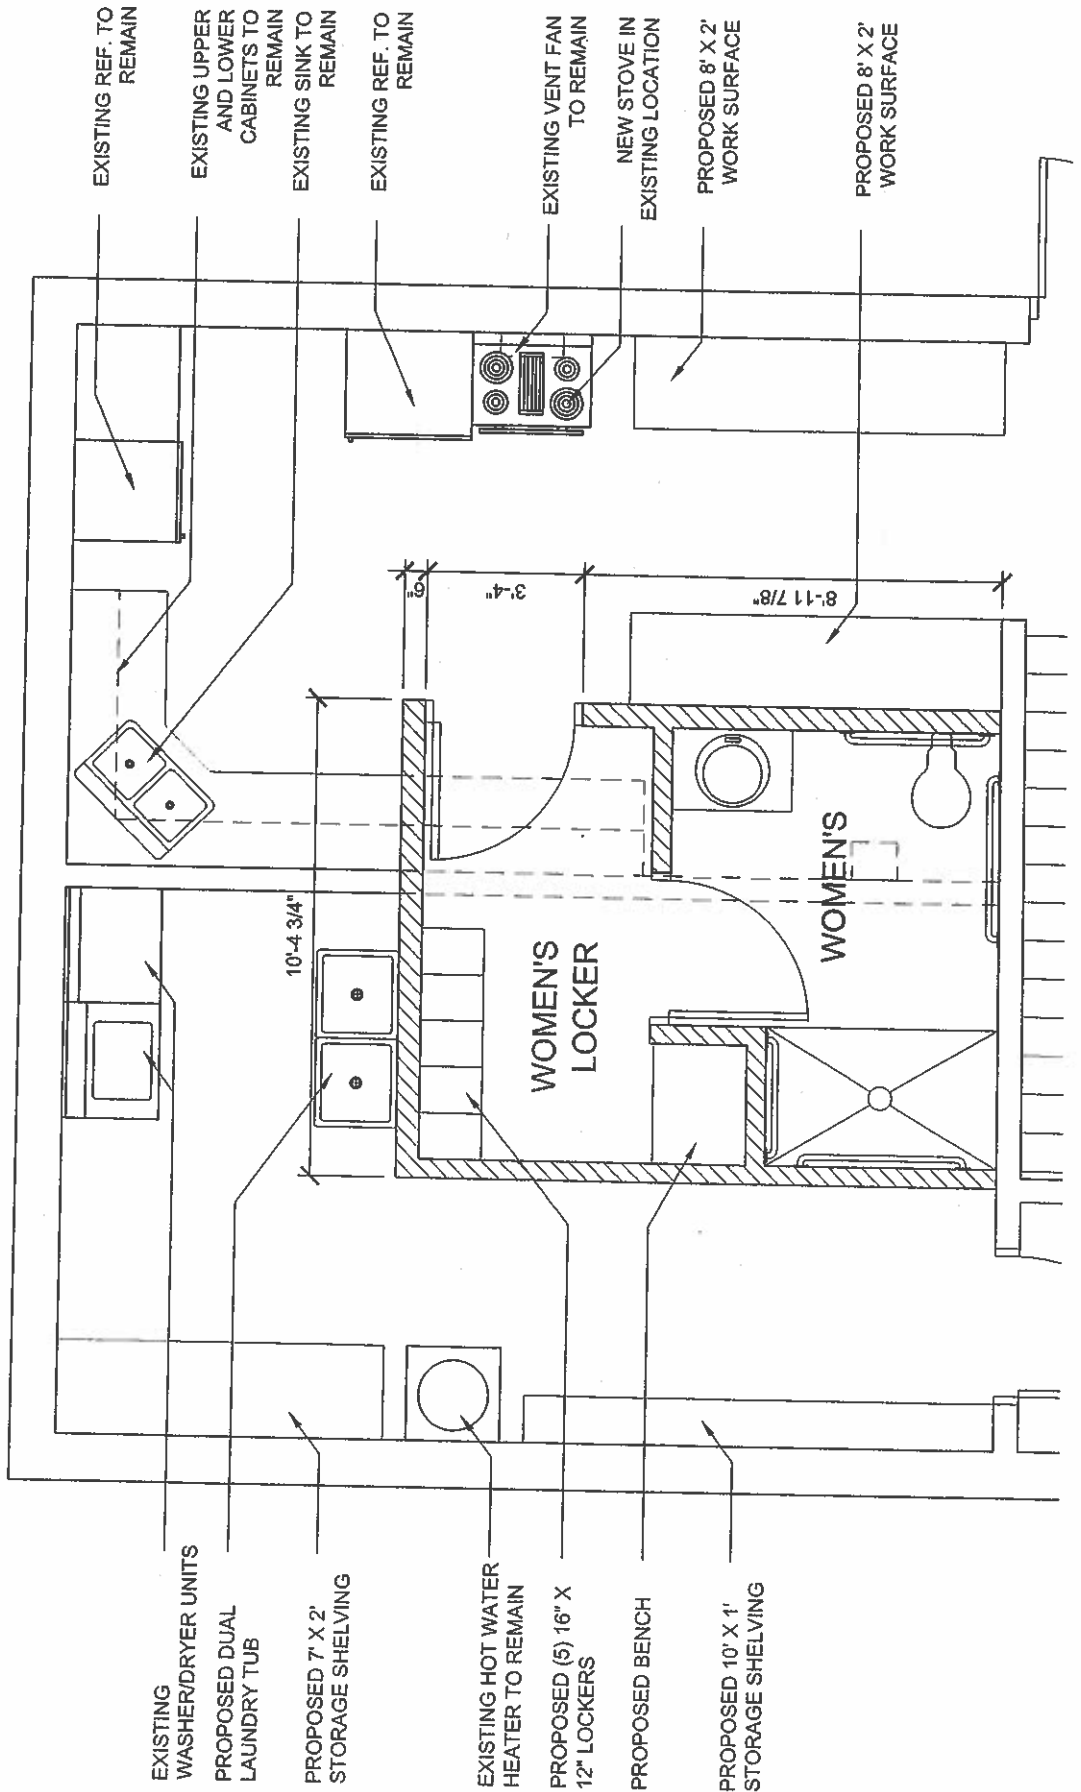 EXISTING REF. TO
REMAIN
EXISTING UPPER
AND LOWER
CABINETS TO
REMAIN
EXISTING SINK TO
REMAIN
EXISTING REF. TO
REMAIN
EXISTING VENT FAN
TO REMAIN
NEW STOVE IN
EXISTING LOCATION
PROPOSED 8' X 2'
WORK SURFACE
PROPOSED 8' X 2'
WORK SURFACE
6"
3'-4"
8'-11 7/8"
10'-4 3/4"
WOMEN'S
LOCKER
WOMEN'S
EXISTING
WASHER/DRYER UNITS
PROPOSED DUAL
LAUNDRY TUB
PROPOSED 7' X 2'
STORAGE SHELVING
EXISTING HOT WATER
HEATER TO REMAIN
PROPOSED (5) 16" X
12" LOCKERS
PROPOSED BENCH
PROPOSED 10' X 1'
STORAGE SHELVING